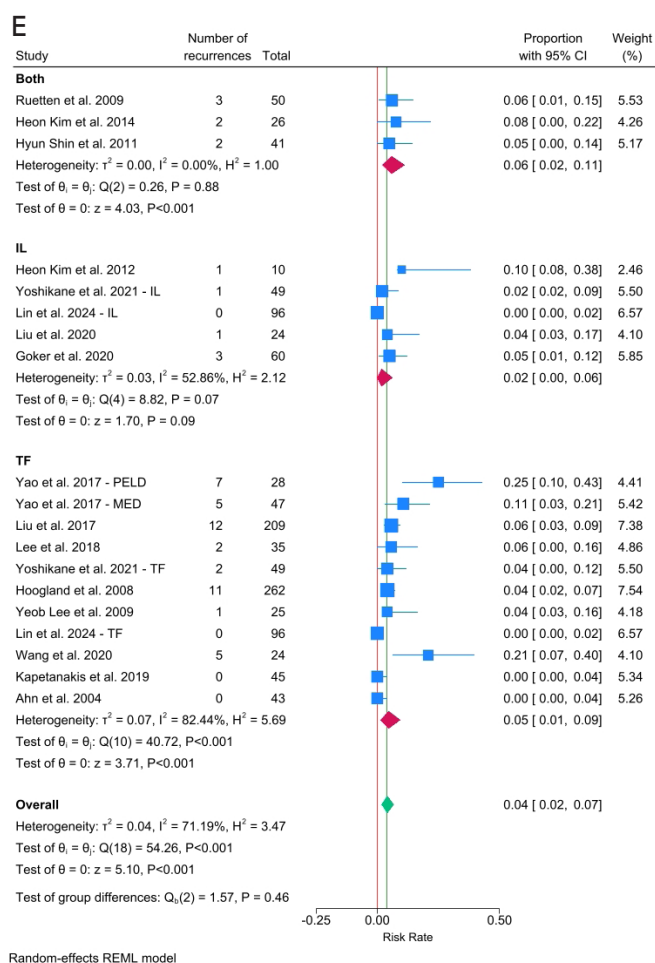 E
Number of Proportion Weight
Study recurrences Total with 95% CI (%)
Both
Ruetten et al. 2009 3 50 0.06 [ 0.01, 0.15] 5.53
Heon Kim et al. 2014 2 26 0.08 [ 0.00, 0.22] 4.26
Hyun Shin et al. 2011 2 41 0.05 [ 0.00, 0.14] 5.17
Heterogeneity: τ² = 0.00, I² = 0.00%, H² = 1.00 0.06 [ 0.02, 0.11]
Test of θᵢ = θⱼ: Q(2) = 0.26, P = 0.88
Test of θ = 0: z = 4.03, P<0.001
IL
Heon Kim et al. 2012 1 10 0.10 [ 0.08, 0.38] 2.46
Yoshikane et al. 2021 - IL 1 49 0.02 [ 0.02, 0.09] 5.50
Lin et al. 2024 - IL 0 96 0.00 [ 0.00, 0.02] 6.57
Liu et al. 2020 1 24 0.04 [ 0.03, 0.17] 4.10
Goker et al. 2020 3 60 0.05 [ 0.01, 0.12] 5.85
Heterogeneity: τ² = 0.03, I² = 52.86%, H² = 2.12 0.02 [ 0.00, 0.06]
Test of θᵢ = θⱼ: Q(4) = 8.82, P = 0.07
Test of θ = 0: z = 1.70, P = 0.09
TF
Yao et al. 2017 - PELD 7 28 0.25 [ 0.10, 0.43] 4.41
Yao et al. 2017 - MED 5 47 0.11 [ 0.03, 0.21] 5.42
Liu et al. 2017 12 209 0.06 [ 0.03, 0.09] 7.38
Lee et al. 2018 2 35 0.06 [ 0.00, 0.16] 4.86
Yoshikane et al. 2021 - TF 2 49 0.04 [ 0.00, 0.12] 5.50
Hoogland et al. 2008 11 262 0.04 [ 0.02, 0.07] 7.54
Yeob Lee et al. 2009 1 25 0.04 [ 0.03, 0.16] 4.18
Lin et al. 2024 - TF 0 96 0.00 [ 0.00, 0.02] 6.57
Wang et al. 2020 5 24 0.21 [ 0.07, 0.40] 4.10
Kapetanakis et al. 2019 0 45 0.00 [ 0.00, 0.04] 5.34
Ahn et al. 2004 0 43 0.00 [ 0.00, 0.04] 5.26
Heterogeneity: τ² = 0.07, I² = 82.44%, H² = 5.69 0.05 [ 0.01, 0.09]
Test of θᵢ = θⱼ: Q(10) = 40.72, P<0.001
Test of θ = 0: z = 3.71, P<0.001
Overall 0.04 [ 0.02, 0.07]
Heterogeneity: τ² = 0.04, I² = 71.19%, H² = 3.47
Test of θᵢ = θⱼ: Q(18) = 54.26, P<0.001
Test of θ = 0: z = 5.10, P<0.001
Test of group differences: Q_b(2) = 1.57, P = 0.46
-0.25 0.00 0.50
Risk Rate
Random-effects REML model